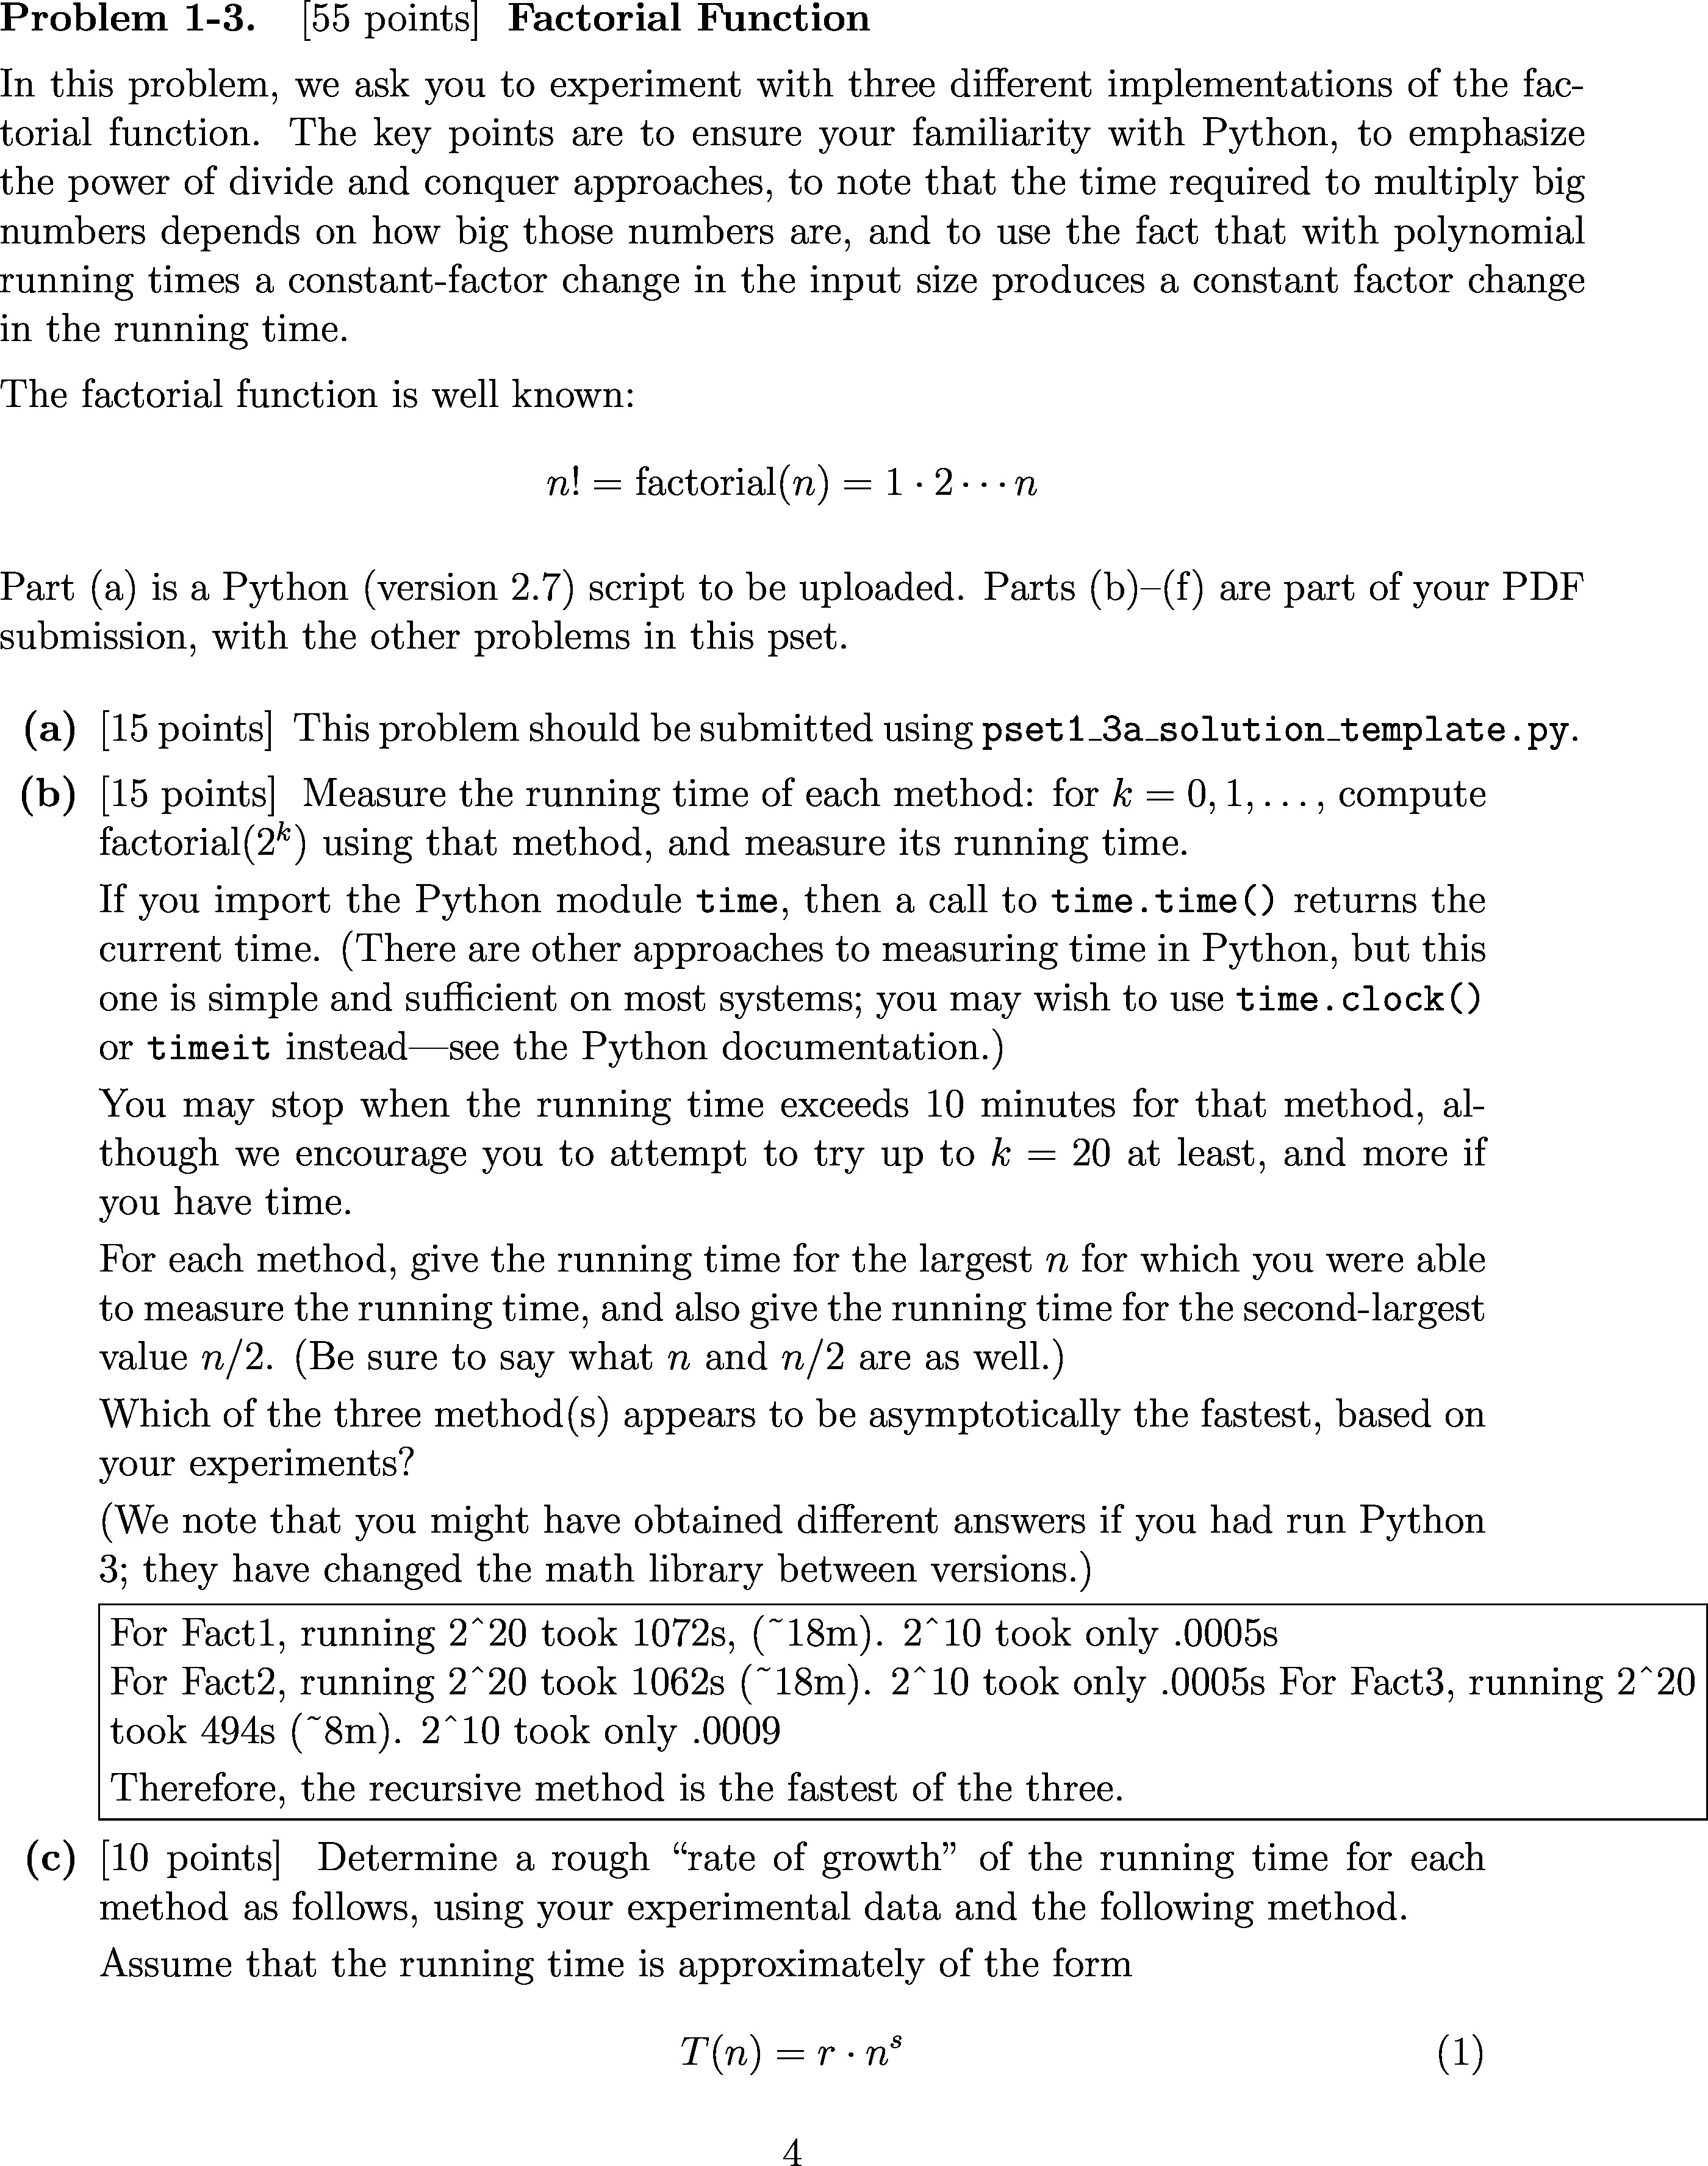 Problem 1-3. [55 points] Factorial Function
In this problem, we ask you to experiment with three different implementations of the fac-
torial function. The key points are to ensure your familiarity with Python, to emphasize
the power of divide and conquer approaches, to note that the time required to multiply big
numbers depends on how big those numbers are, and to use the fact that with polynomial
running times a constant-factor change in the input size produces a constant factor change
in the running time.
The factorial function is well known:
n! = factorial(n) = 1 · 2 · · · n
Part (a) is a Python (version 2.7) script to be uploaded. Parts (b)–(f) are part of your PDF
submission, with the other problems in this pset.
(a) [15 points] This problem should be submitted using pset1_3a_solution_template.py.
(b) [15 points] Measure the running time of each method: for k = 0, 1, . . . , compute
factorial(2^k) using that method, and measure its running time.
If you import the Python module time, then a call to time.time() returns the
current time. (There are other approaches to measuring time in Python, but this
one is simple and sufficient on most systems; you may wish to use time.clock()
or timeit instead—see the Python documentation.)
You may stop when the running time exceeds 10 minutes for that method, al-
though we encourage you to attempt to try up to k = 20 at least, and more if
you have time.
For each method, give the running time for the largest n for which you were able
to measure the running time, and also give the running time for the second-largest
value n/2. (Be sure to say what n and n/2 are as well.)
Which of the three method(s) appears to be asymptotically the fastest, based on
your experiments?
(We note that you might have obtained different answers if you had run Python
3; they have changed the math library between versions.)
For Fact1, running 2^20 took 1072s, (~18m). 2^10 took only .0005s
For Fact2, running 2^20 took 1062s (~18m). 2^10 took only .0005s For Fact3, running 2^20
took 494s (~8m). 2^10 took only .0009
Therefore, the recursive method is the fastest of the three.
(c) [10 points] Determine a rough “rate of growth” of the running time for each
method as follows, using your experimental data and the following method.
Assume that the running time is approximately of the form
T(n) = r · n^s (1)
4